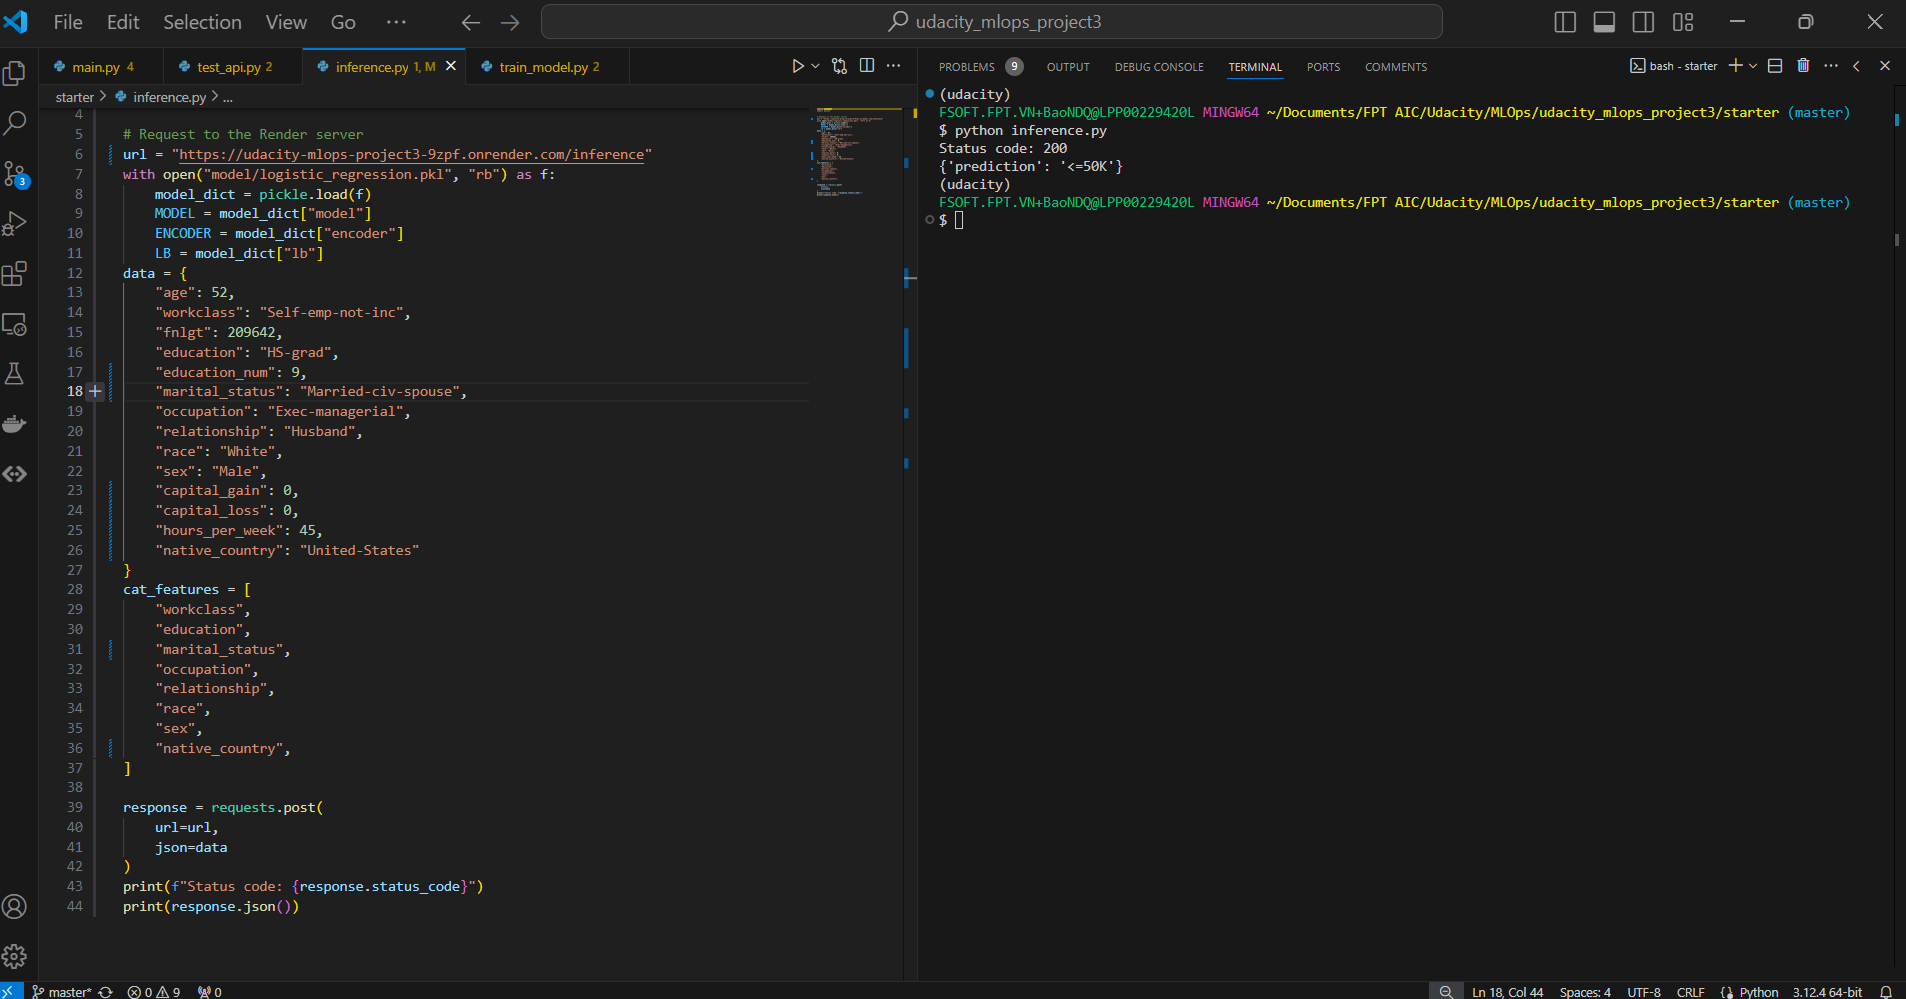 File Edit Selection View Go ··· udacity_mlops_project3
main.py 4 test_api.py 2 inference.py 1, M train_model.py 2
starter > inference.py > ...
4
5 # Request to the Render server
6 url = "https://udacity-mlops-project3-9zpf.onrender.com/inference"
7 with open("model/logistic_regression.pkl", "rb") as f:
8 model_dict = pickle.load(f)
9 MODEL = model_dict["model"]
10 ENCODER = model_dict["encoder"]
11 LB = model_dict["lb"]
12 data = {
13 "age": 52,
14 "workclass": "Self-emp-not-inc",
15 "fnlgt": 209642,
16 "education": "HS-grad",
17 "education_num": 9,
18 "marital_status": "Married-civ-spouse",
19 "occupation": "Exec-managerial",
20 "relationship": "Husband",
21 "race": "White",
22 "sex": "Male",
23 "capital_gain": 0,
24 "capital_loss": 0,
25 "hours_per_week": 45,
26 "native_country": "United-States"
27 }
28 cat_features = [
29 "workclass",
30 "education",
31 "marital_status",
32 "occupation",
33 "relationship",
34 "race",
35 "sex",
36 "native_country",
37 ]
38
39 response = requests.post(
40 url=url,
41 json=data
42 )
43 print(f"Status code: {response.status_code}")
44 print(response.json())
PROBLEMS 9 OUTPUT DEBUG CONSOLE TERMINAL PORTS COMMENTS bash - starter
(udacity)
FSOFT.FPT.VN+BaoNDQ@LPP00229420L MINGW64 ~/Documents/FPT AIC/Udacity/MLOps/udacity_mlops_project3/starter (master)
$ python inference.py
Status code: 200
{'prediction': '<=50K'}
(udacity)
FSOFT.FPT.VN+BaoNDQ@LPP00229420L MINGW64 ~/Documents/FPT AIC/Udacity/MLOps/udacity_mlops_project3/starter (master)
$
3
master* 0 9 0 Ln 18, Col 44 Spaces: 4 UTF-8 CRLF Python 3.12.4 64-bit